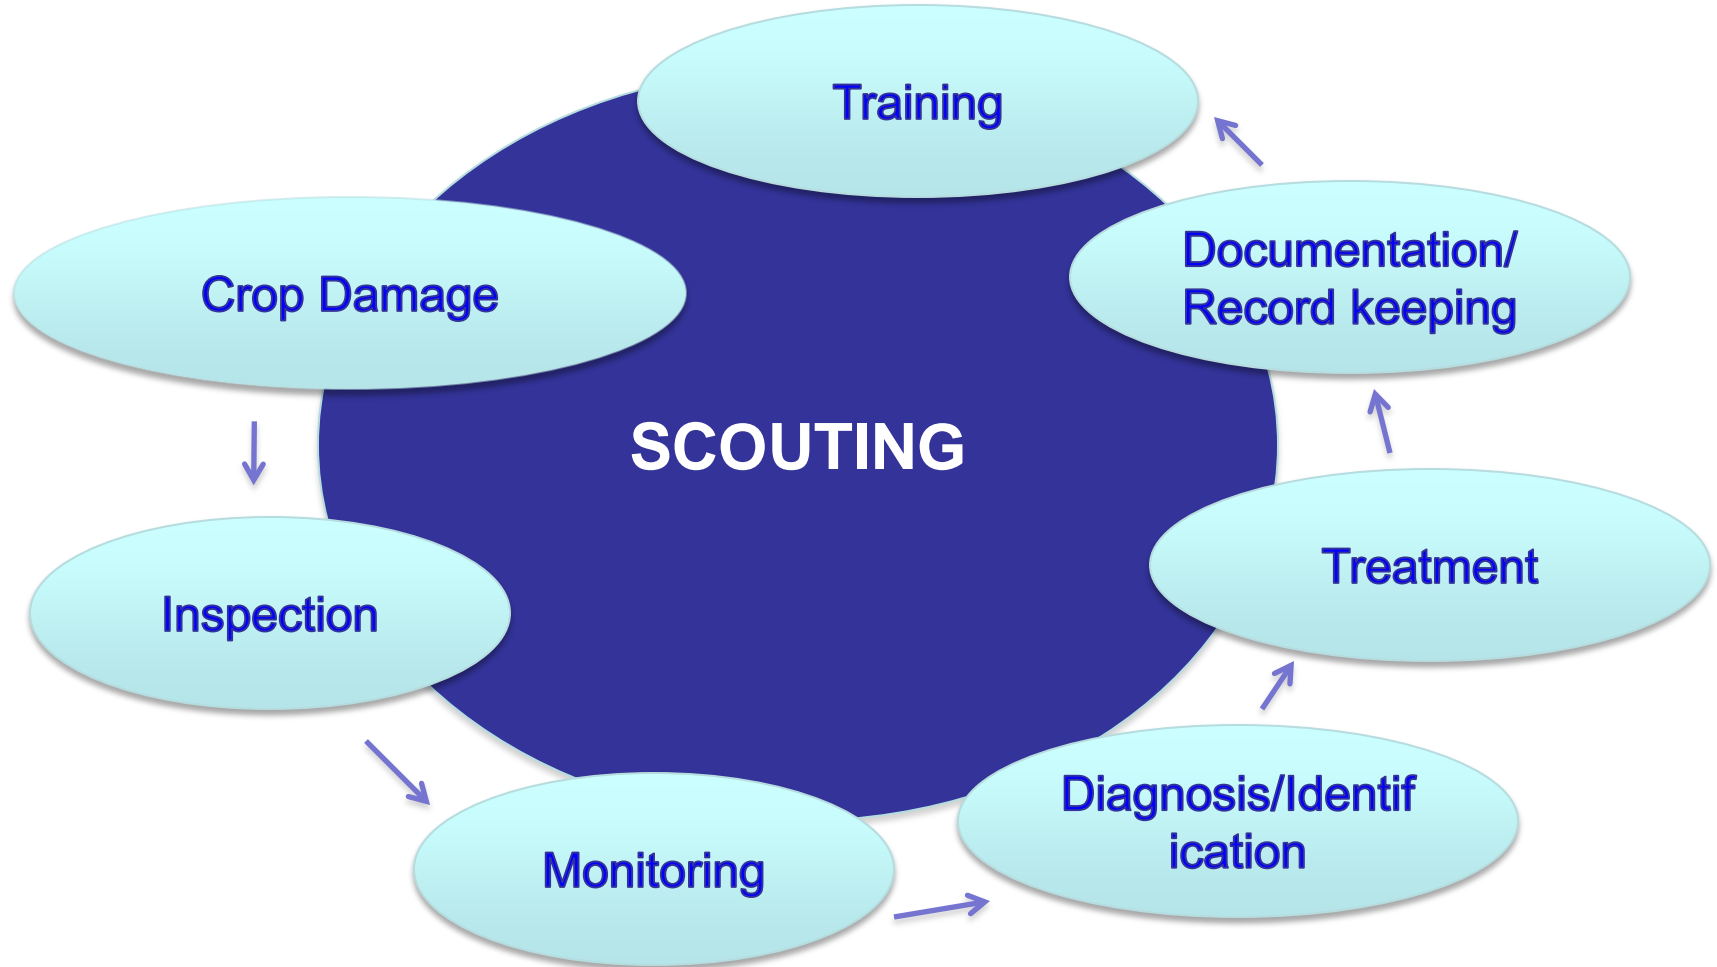 Training
Documentation/
Record keeping
Crop Damage
SCOUTING
Treatment
Inspection
Diagnosis/Identif
ication
Monitoring